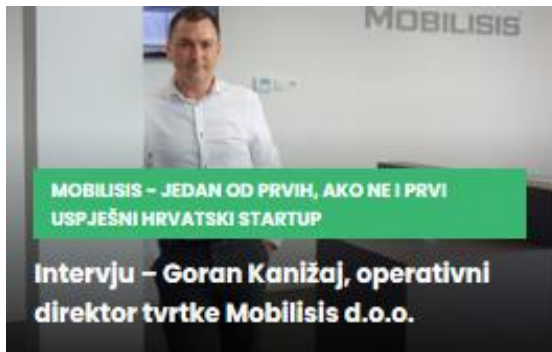 MOBILISIS
MOBILISIS – JEDAN OD PRVIH, AKO NE I PRVI
USPJEŠNI HRVATSKI STARTUP
Intervju – Goran Kanižaj, operativni
direktor tvrtke Mobilisis d.o.o.